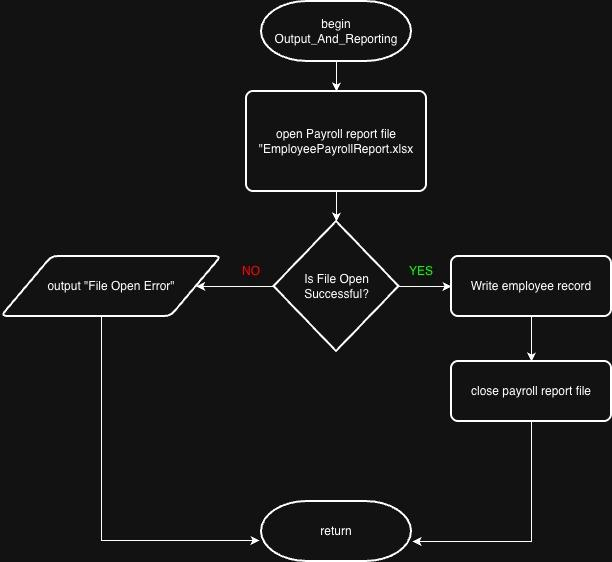 begin
Output_And_Reporting
open Payroll report file
"EmployeePayrollReport.xlsx
Is File Open
Successful?
NO
YES
output "File Open Error"
Write employee record
close payroll report file
return